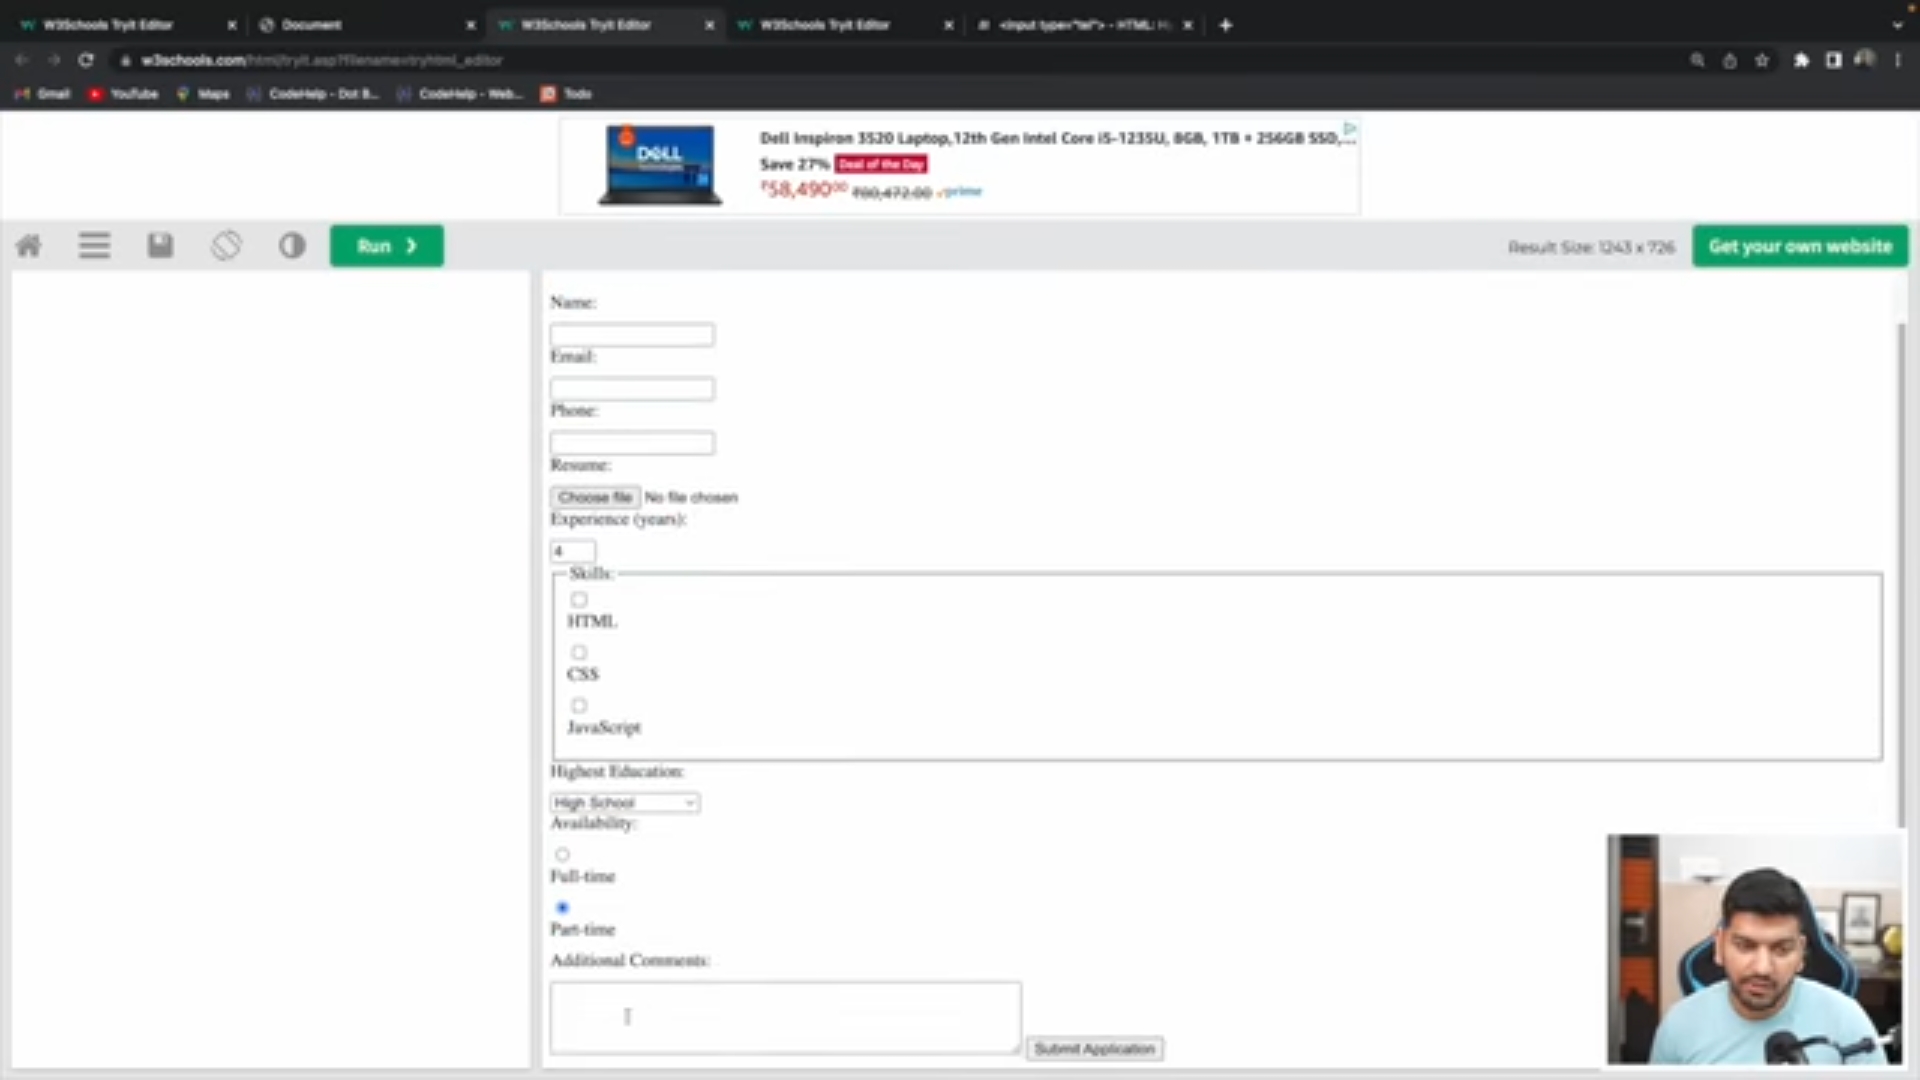 W3Schools Tryit Editor
Document
W3Schools Tryit Editor
W3Schools Tryit Editor
<input type="tel"> - HTML:
w3schools.com/html/tryit.asp?filename=tryhtml_editor
Gmail
YouTube
Maps
CodeHelp - Dot B...
CodeHelp - Web...
Todo
DELL
Dell Inspiron 3520 Laptop,12th Gen Intel Core i5-1235U, 8GB, 1TB + 256GB SSD,...
Save 27% Deal of the Day
₹58,490.00 ₹80,472.00 prime
Run ❯
Result Size: 1243 x 726
Get your own website
Name:
Email:
Phone:
Resume:
Choose file No file chosen
Experience (years):
4
Skills:
HTML
CSS
JavaScript
Highest Education:
High School
Availability:
Full-time
Part-time
Additional Comments:
Submit Application